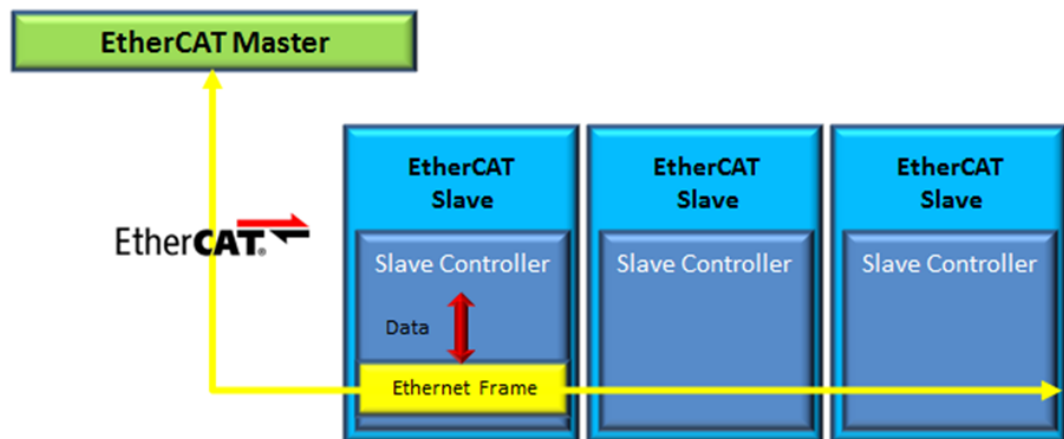 EtherCAT Master
EtherCAT
Slave
EtherCAT
Slave
EtherCAT
Slave
EtherCAT®
Slave Controller
Slave Controller
Slave Controller
Data
Ethernet Frame